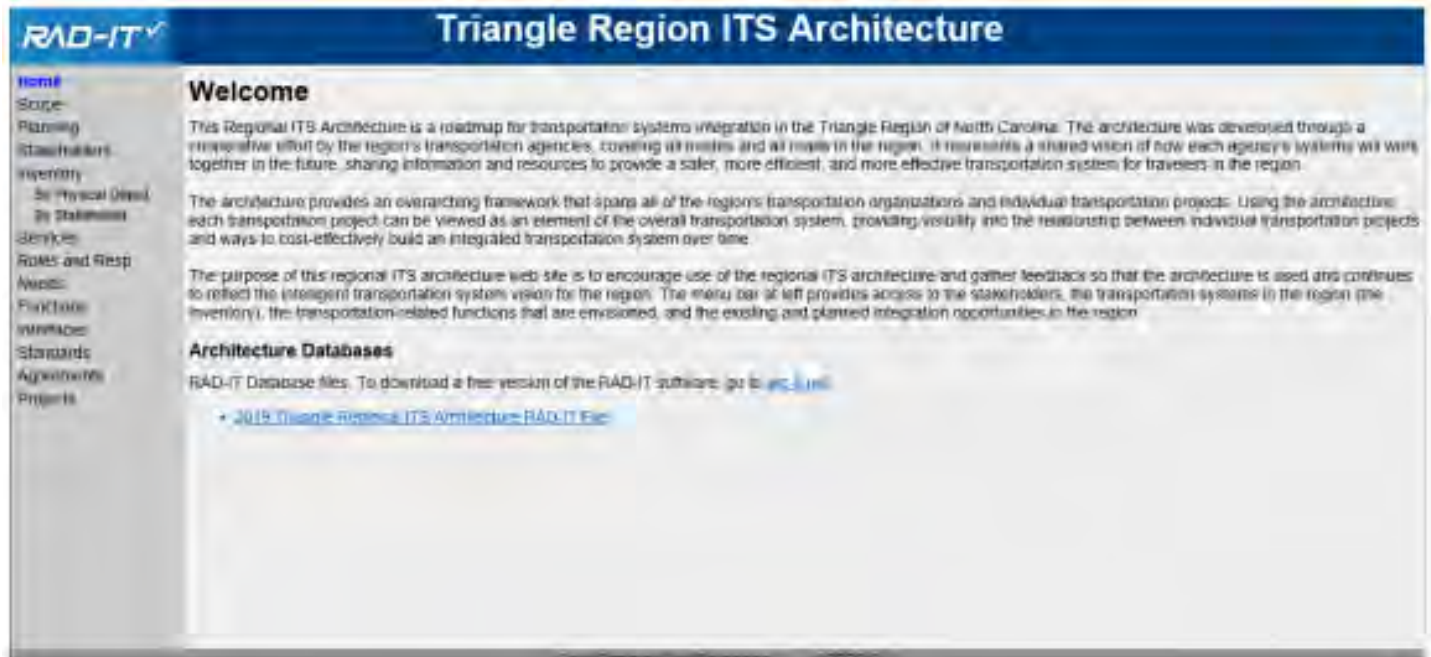 RAD-IT
Triangle Region ITS Architecture
Home
Scope
Planning
Stakeholders
Inventory
By Physical Object
By Stakeholder
Services
Roles and Resp
Needs
Functions
Interfaces
Standards
Agreements
Projects
Welcome
This Regional ITS Architecture is a roadmap for transportation systems integration in the Triangle Region of North Carolina. The architecture was developed through a
cooperative effort by the region's transportation agencies, covering all modes and all roads in the region. It represents a shared vision of how each agency's systems will work
together in the future, sharing information and resources to provide a safer, more efficient, and more effective transportation system for travelers in the region.
The architecture provides an overarching framework that spans all of the region's transportation organizations and individual transportation projects. Using the architecture,
each transportation project can be viewed as an element of the overall transportation system, providing visibility into the relationship between individual transportation projects
and ways to cost-effectively build an integrated transportation system over time.
The purpose of this regional ITS architecture web site is to encourage use of the regional ITS architecture and gather feedback so that the architecture is used and continues
to reflect the intelligent transportation system vision for the region. The menu bar at left provides access to the stakeholders, the transportation systems in the region (the
Inventory), the transportation-related functions that are envisioned, and the existing and planned integration opportunities in the region.
Architecture Databases
RAD-IT Database files. To download a free version of the RAD-IT software, go to
• 2019 Triangle Regional ITS Architecture RAD-IT File